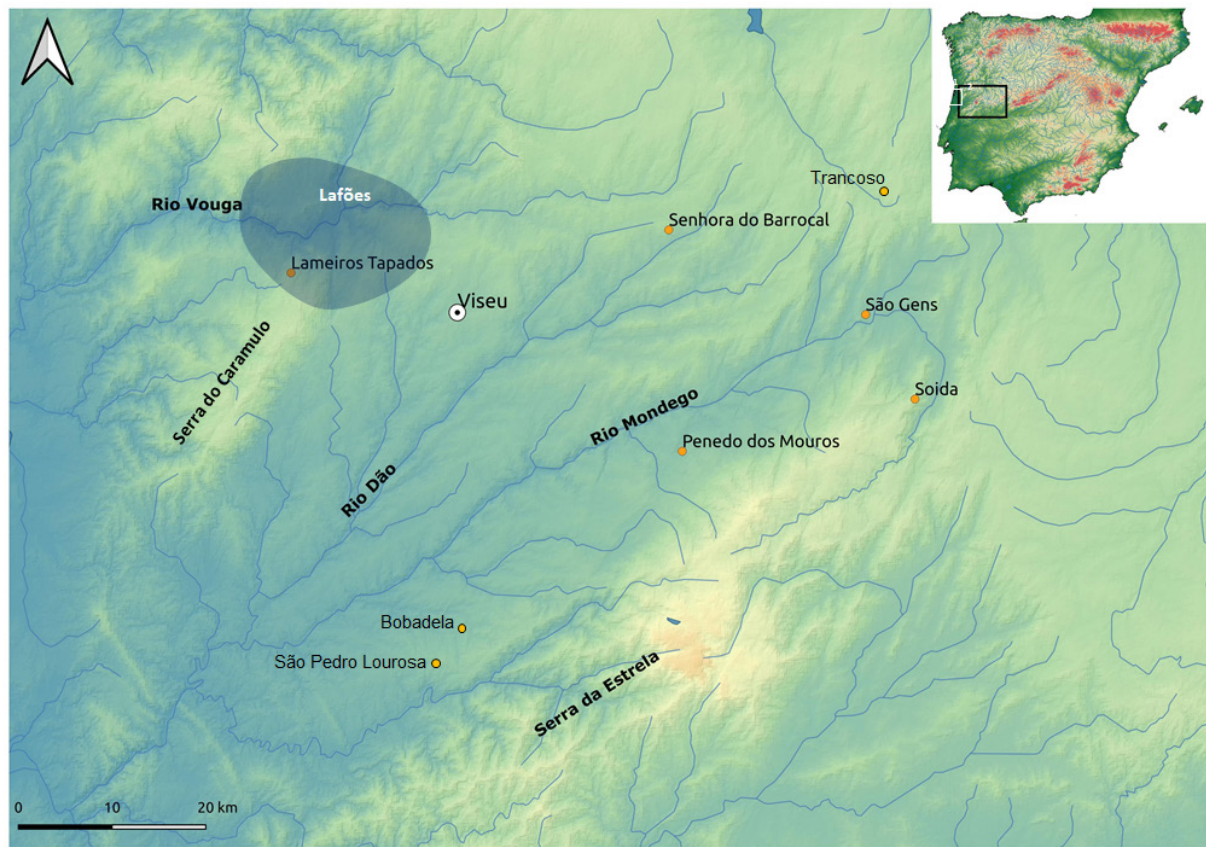 Trancoso
Lafões
Rio Vouga
Senhora do Barrocal
Lameiros Tapados
Viseu
São Gens
Serra do Caramulo
Soida
Rio Mondego
Penedo dos Mouros
Rio Dão
Bobadela
São Pedro Lourosa
Serra da Estrela
0 10 20 km